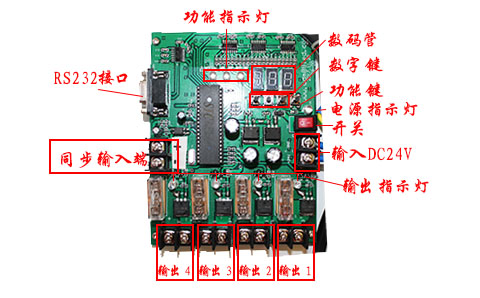 功能指示灯
数码管
数字键
RS232接口
功能键
电源指示灯
开关
同步输入端
输入DC24V
输出指示灯
输出 4
输出 3
输出 2
输出 1